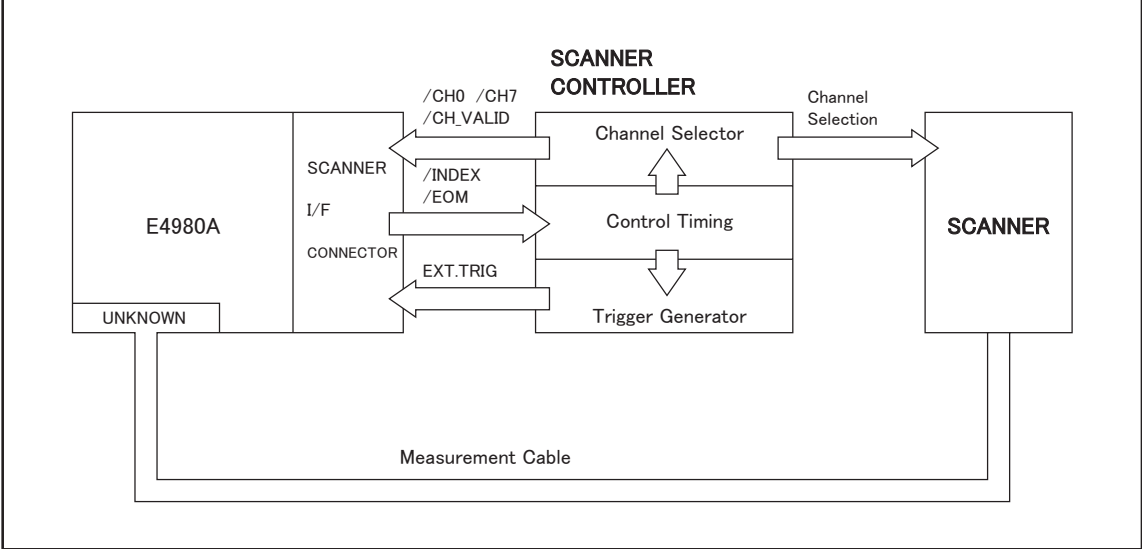 SCANNER
CONTROLLER
/CH0 /CH7
/CH_VALID
Channel
Selection
Channel Selector
SCANNER
I/F
CONNECTOR
/INDEX
/EOM
E4980A
Control Timing
SCANNER
EXT.TRIG
UNKNOWN
Trigger Generator
Measurement Cable